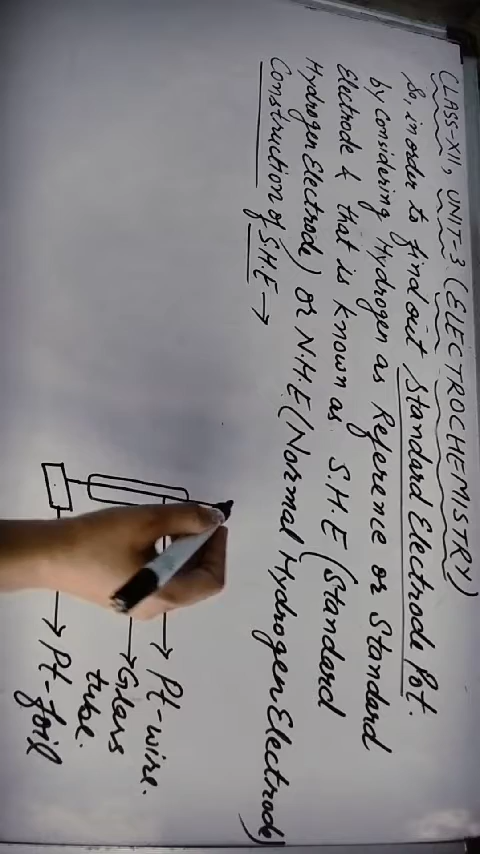 CLASS-XII, UNIT-3 (ELECTROCHEMISTRY)
So, in order to find out Standard Electrode Pot.
by Considering Hydrogen as Reference or Standard
Electrode & that is known as S.H.E (Standard
Hydrogen Electrode) or N.H.E. (Normal Hydrogen Electrode)
Construction of S.H.E →
→ Pt-wire.
→ Glass
tube.
→ Pt-foil